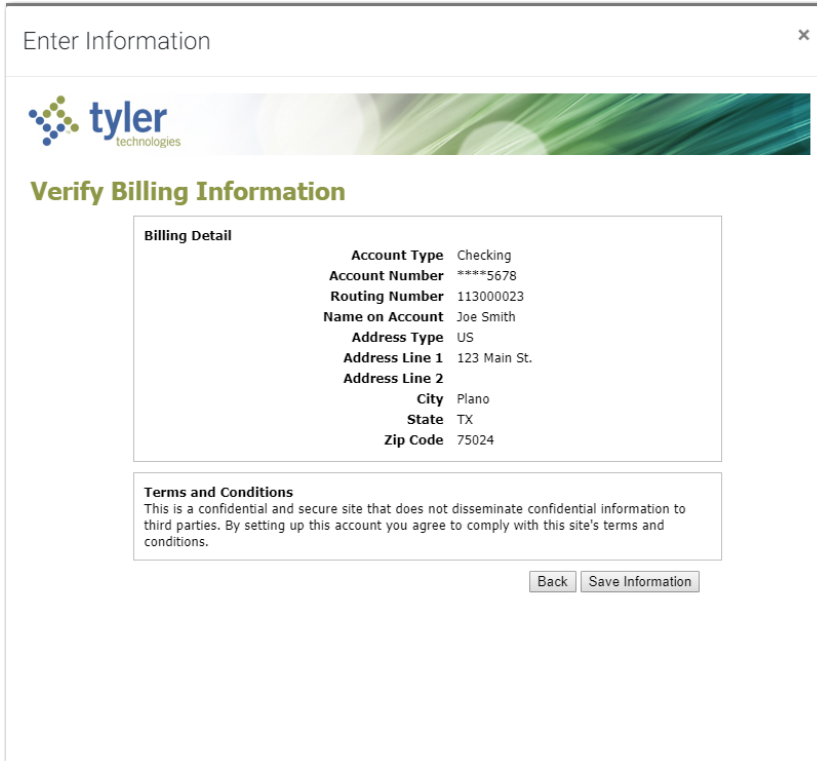 Enter Information
×
tyler
technologies
Verify Billing Information
Billing Detail
Account Type Checking
Account Number ****5678
Routing Number 113000023
Name on Account Joe Smith
Address Type US
Address Line 1 123 Main St.
Address Line 2
City Plano
State TX
Zip Code 75024
Terms and Conditions
This is a confidential and secure site that does not disseminate confidential information to
third parties. By setting up this account you agree to comply with this site's terms and
conditions.
Back Save Information